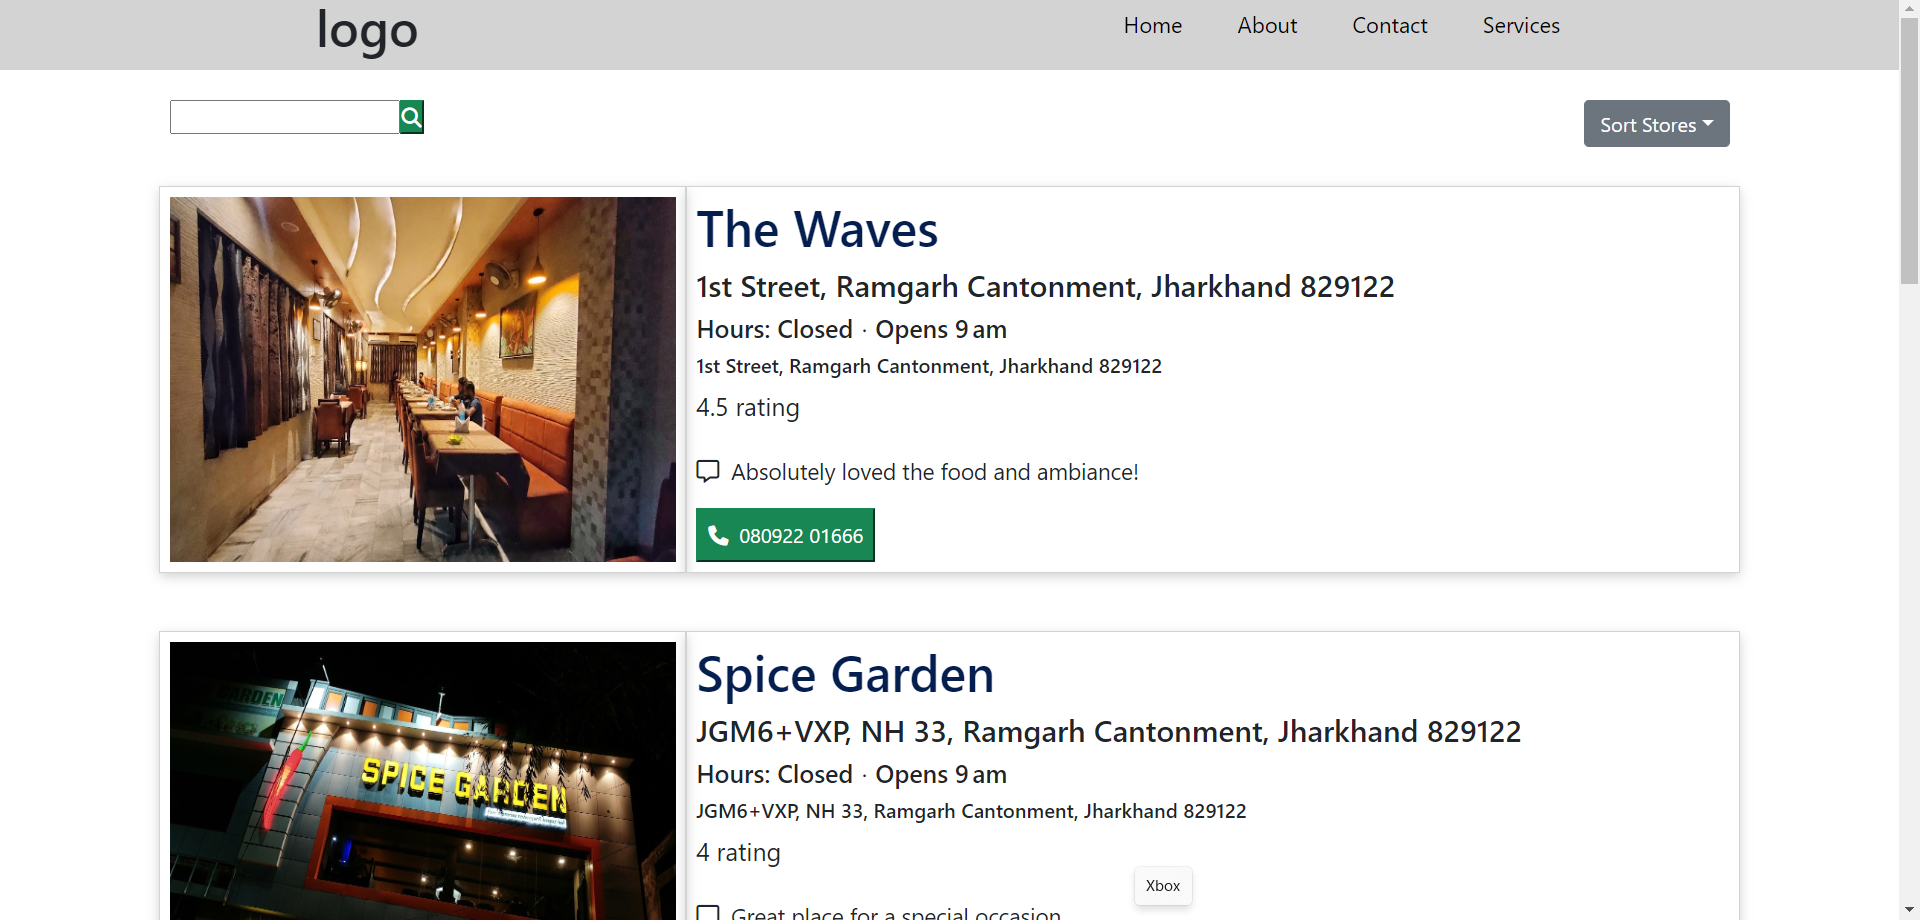 logo
Home About Contact Services
Sort Stores
The Waves
1st Street, Ramgarh Cantonment, Jharkhand 829122
Hours: Closed · Opens 9 am
1st Street, Ramgarh Cantonment, Jharkhand 829122
4.5 rating
Absolutely loved the food and ambiance!
080922 01666
GARDEN
SPICE GARDEN
Spice Garden
JGM6+VXP, NH 33, Ramgarh Cantonment, Jharkhand 829122
Hours: Closed · Opens 9 am
JGM6+VXP, NH 33, Ramgarh Cantonment, Jharkhand 829122
4 rating
Xbox
Great place for a special occasion